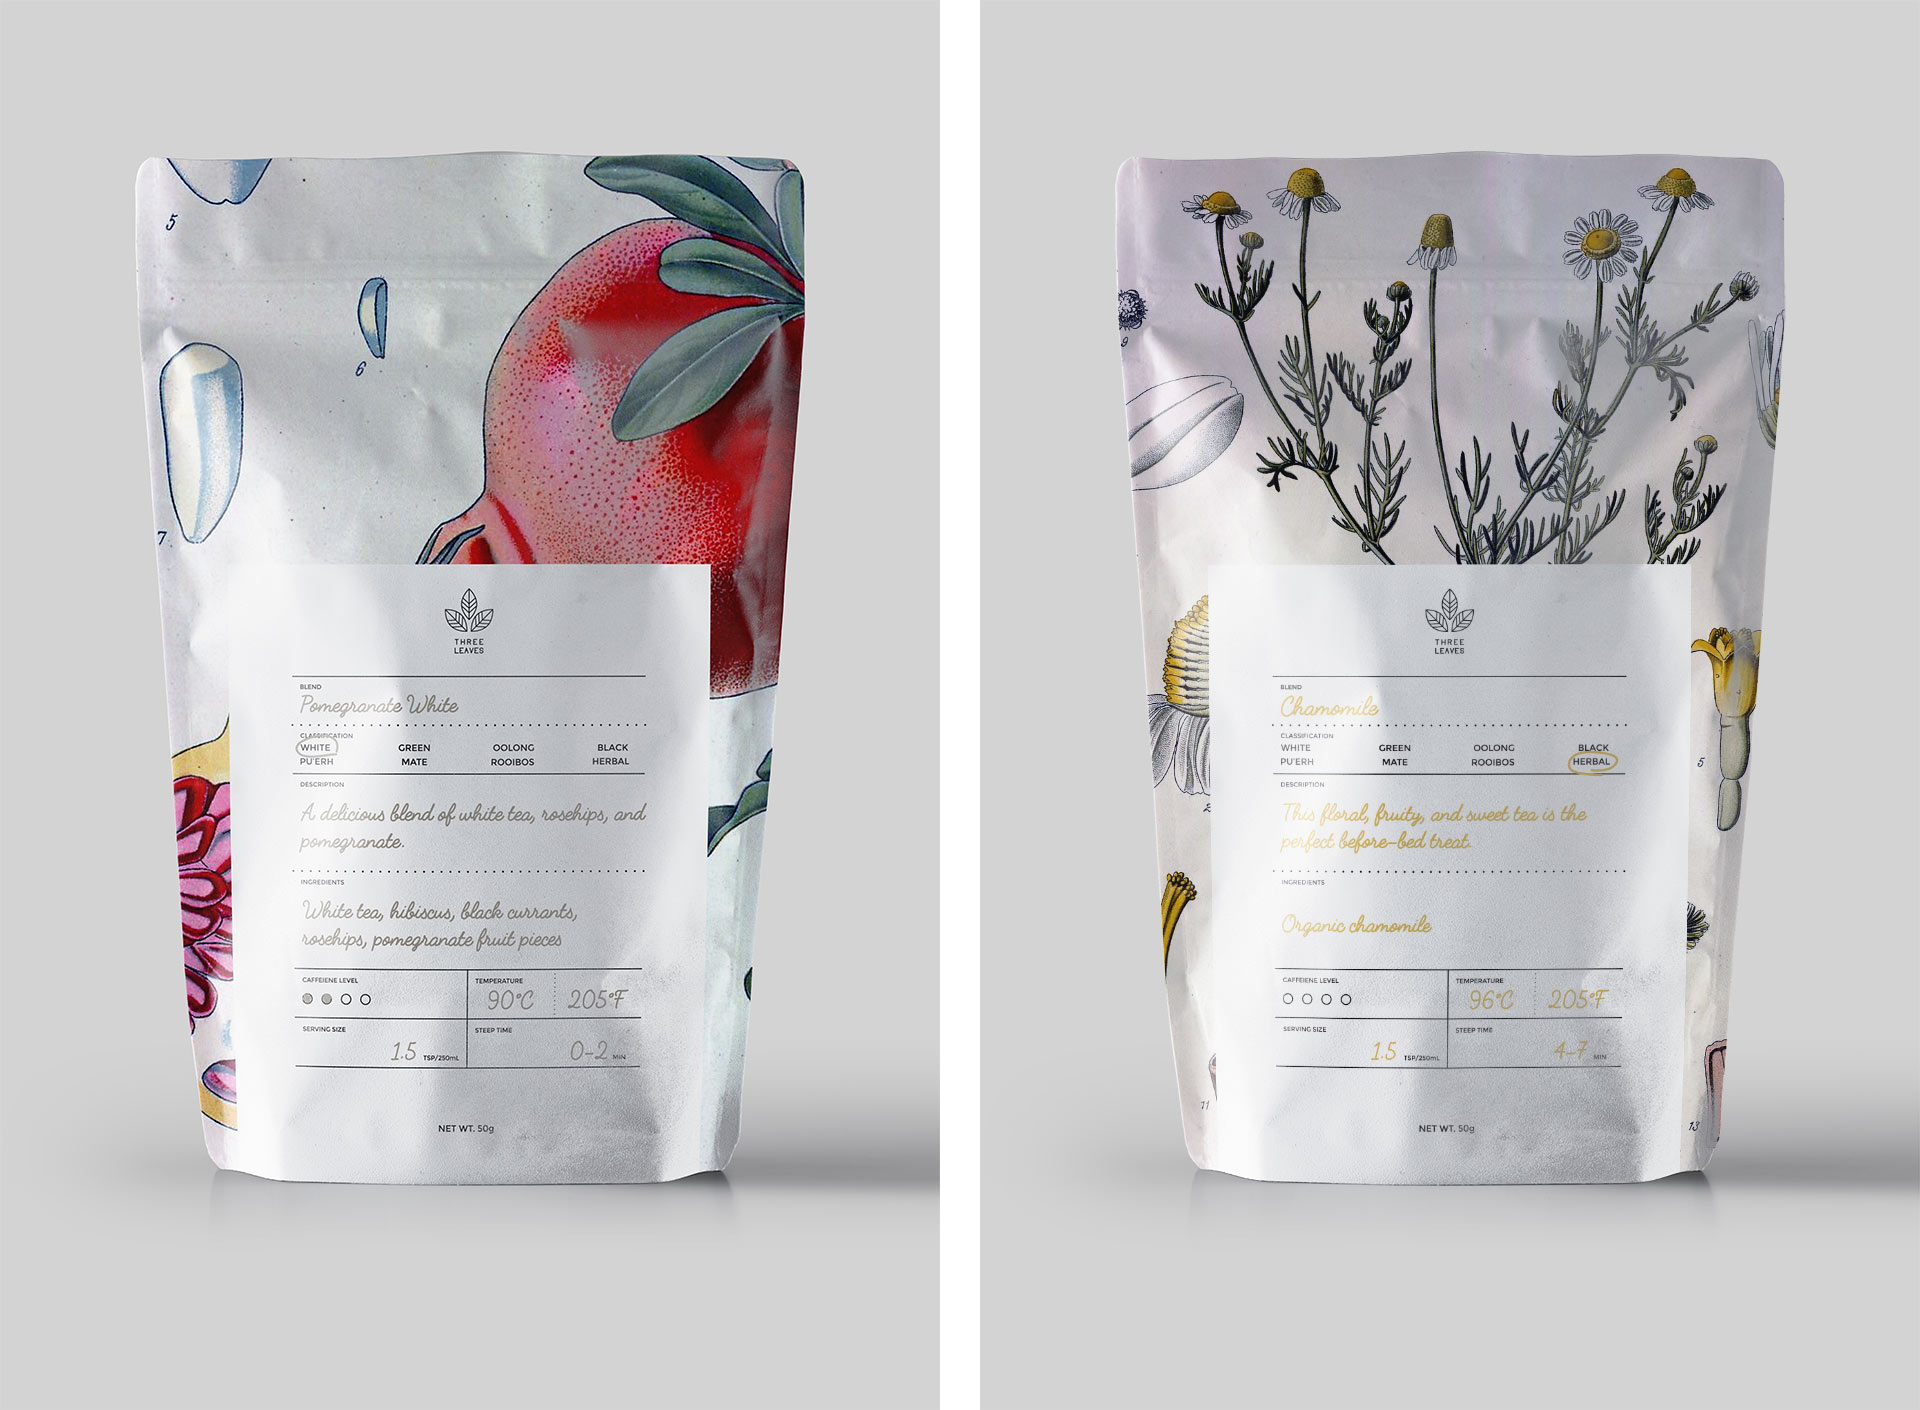 5
6
7
THREE
LEAVES
BLEND
Pomegranate White
CLASSIFICATION
WHITE GREEN OOLONG BLACK
PU'ERH MATE ROOIBOS HERBAL
DESCRIPTION
A delicious blend of white tea, rosehips, and
pomegranate.
INGREDIENTS
White tea, hibiscus, black currants,
rosehips, pomegranate fruit pieces
CAFFEIENE LEVEL TEMPERATURE
90°C 205°F
SERVING SIZE STEEP TIME
1.5 TSP/250mL 0-2 MIN
NET WT. 50g
9
THREE
LEAVES
BLEND
Chamomile
CLASSIFICATION
WHITE GREEN OOLONG BLACK
PU'ERH MATE ROOIBOS HERBAL
5
DESCRIPTION
2
This floral, fruity, and sweet tea is the
perfect before-bed treat.
INGREDIENTS
Organic chamomile
CAFFEIENE LEVEL TEMPERATURE
96°C 205°F
SERVING SIZE STEEP TIME
1.5 TSP/250mL 4-7 MIN
11
NET WT. 50g
13